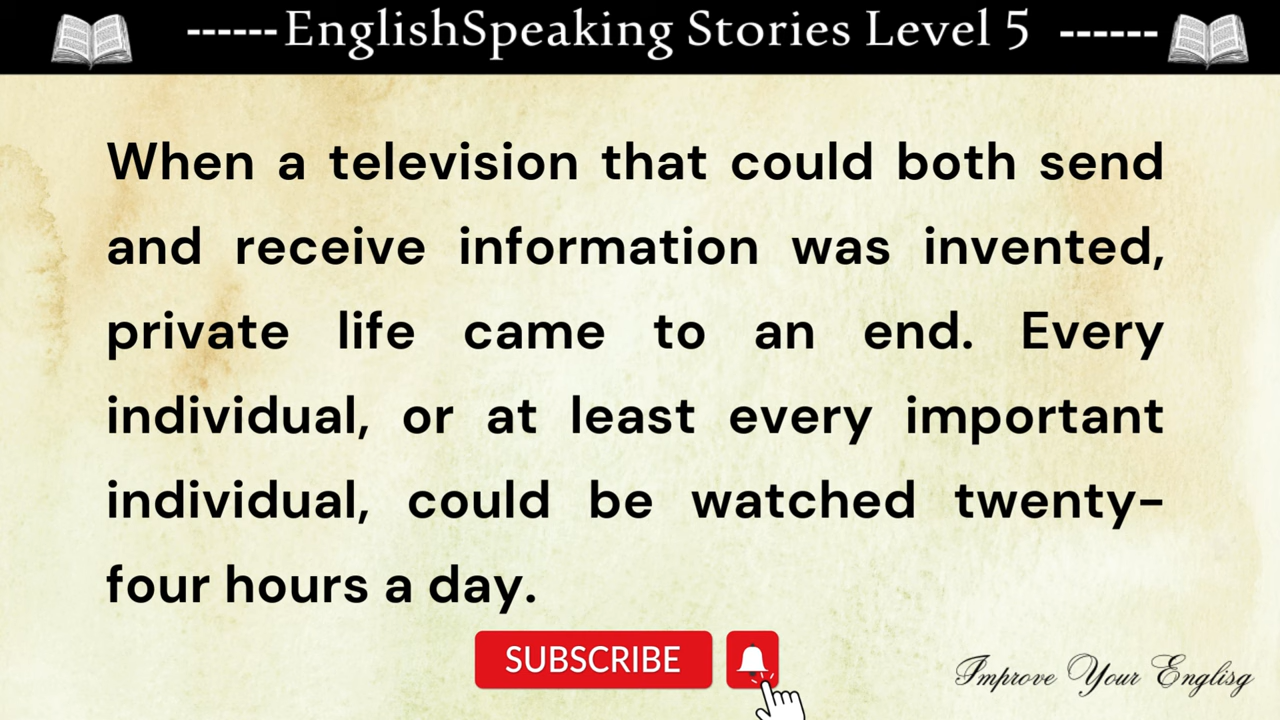 ------EnglishSpeaking Stories Level 5 ------
When a television that could both send
and receive information was invented,
private life came to an end. Every
individual, or at least every important
individual, could be watched twenty-
four hours a day.
SUBSCRIBE
Improve Your Englisg